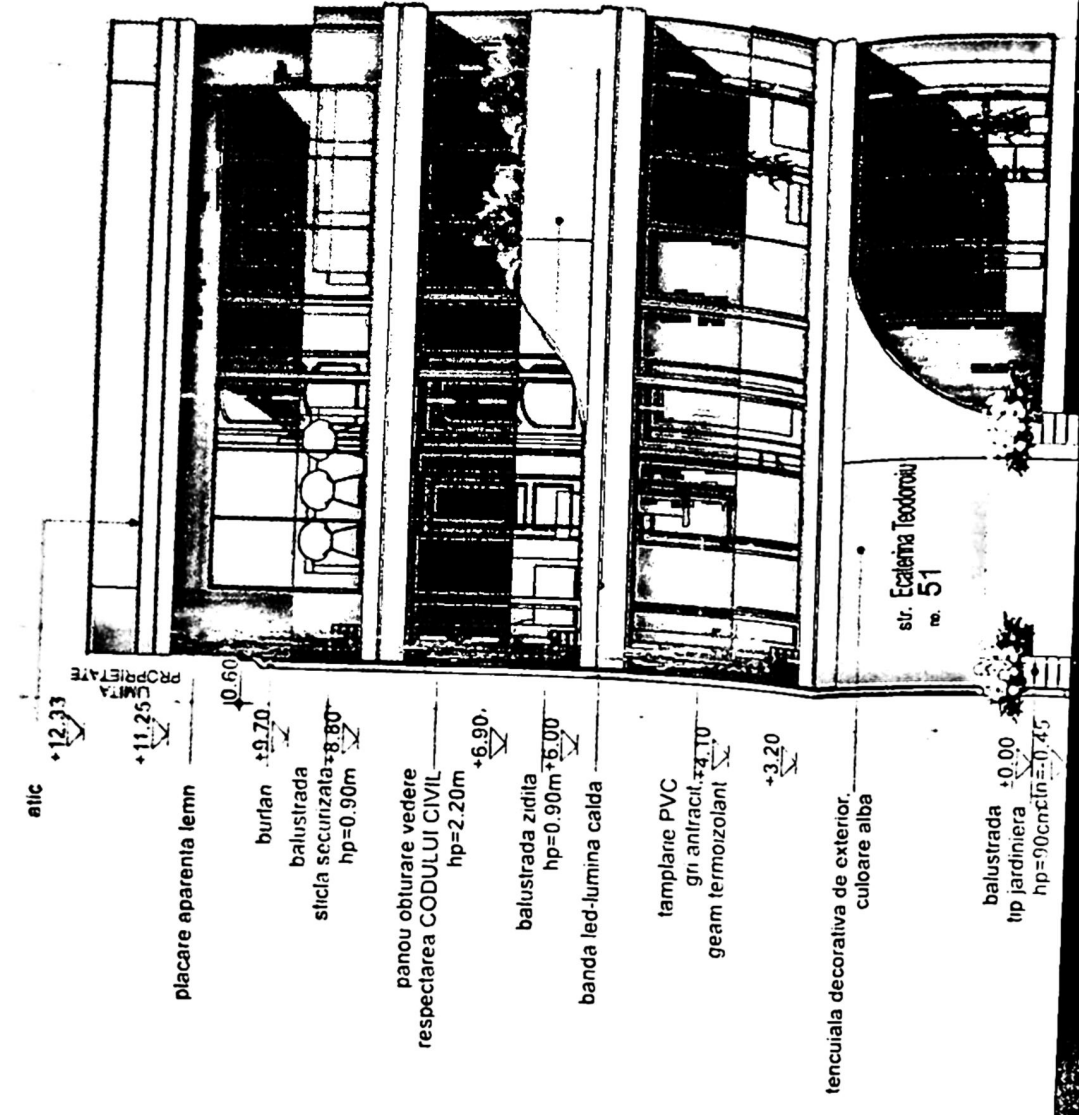 atic
+12.33
LIMITA
PROPRIETATE
+11.25
placare aparenta lemn
0.60
burlan
+9.70
balustrada
sticla securizata
+8.80
hp=0.90m
panou obturare vedere
respectarea CODULUI CIVIL
hp=2.20m
+6.90
balustrada zidita
hp=0.90m
+6.00
banda led-lumina calda
tamplarie PVC
gri antracit,
+4.10
geam termoizolant
+3.20
tencuiala decorativa de exterior,
culoare alba
str. Ecaterina Teodoroiu
no. 51
balustrada
±0.00
tip jardiniera
hp=90cm
ctn=-0.45